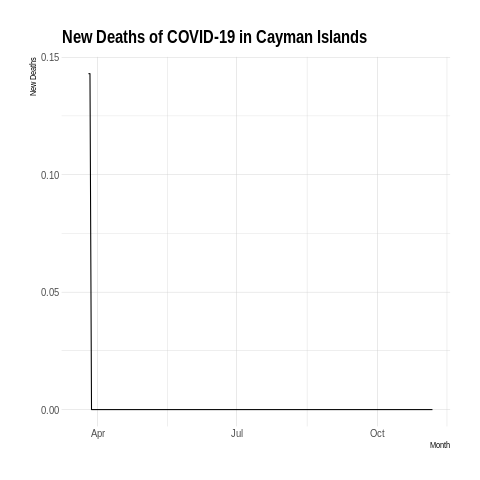 New Deaths of COVID-19 in Cayman Islands
New Deaths
0.15
0.10
0.05
0.00
Apr Jul Oct
Month